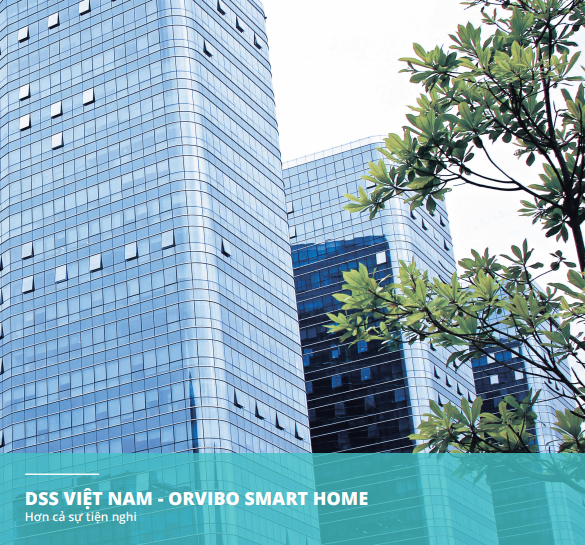 DSS VIỆT NAM - ORVIBO SMART HOME
Hơn cả sự tiện nghi